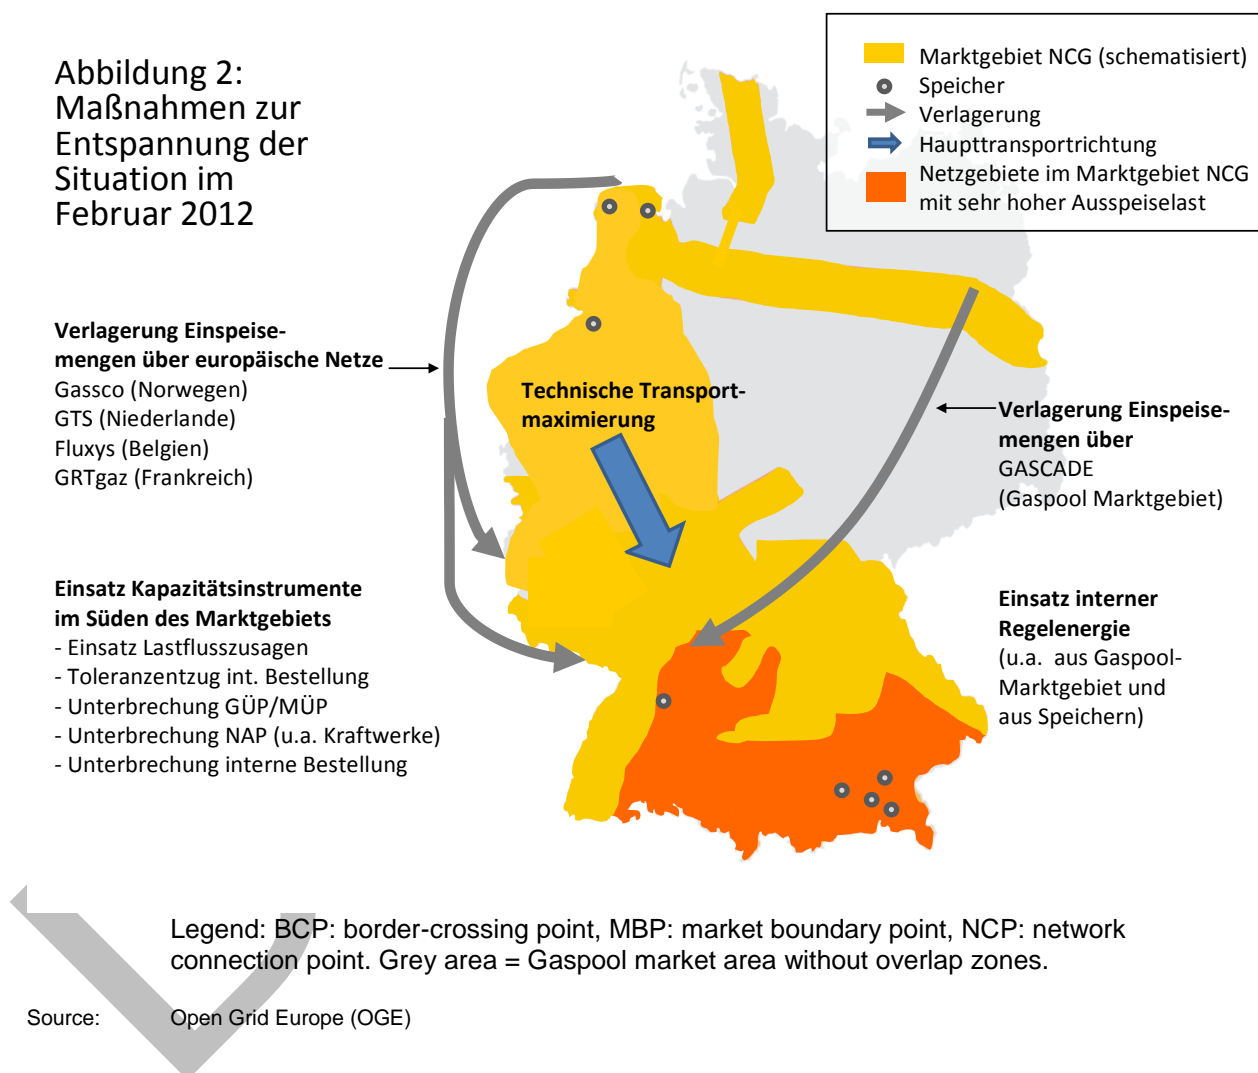 Abbildung 2:
Maßnahmen zur
Entspannung der
Situation im
Februar 2012
Marktgebiet NCG (schematisiert)
Speicher
Verlagerung
Haupttransportrichtung
Netzgebiete im Marktgebiet NCG
mit sehr hoher Ausspeiselast
Verlagerung Einspeise-
mengen über europäische Netze
Gassco (Norwegen)
GTS (Niederlande)
Fluxys (Belgien)
GRTgaz (Frankreich)
Technische Transport-
maximierung
Verlagerung Einspeise-
mengen über
GASCADE
(Gaspool Marktgebiet)
Einsatz Kapazitätsinstrumente
im Süden des Marktgebiets
- Einsatz Lastflusszusagen
- Toleranzentzug int. Bestellung
- Unterbrechung GÜP/MÜP
- Unterbrechung NAP (u.a. Kraftwerke)
- Unterbrechung interne Bestellung
Einsatz interner
Regelenergie
(u.a. aus Gaspool-
Marktgebiet und
aus Speichern)
Legend: BCP: border-crossing point, MBP: market boundary point, NCP: network
connection point. Grey area = Gaspool market area without overlap zones.
Source: Open Grid Europe (OGE)